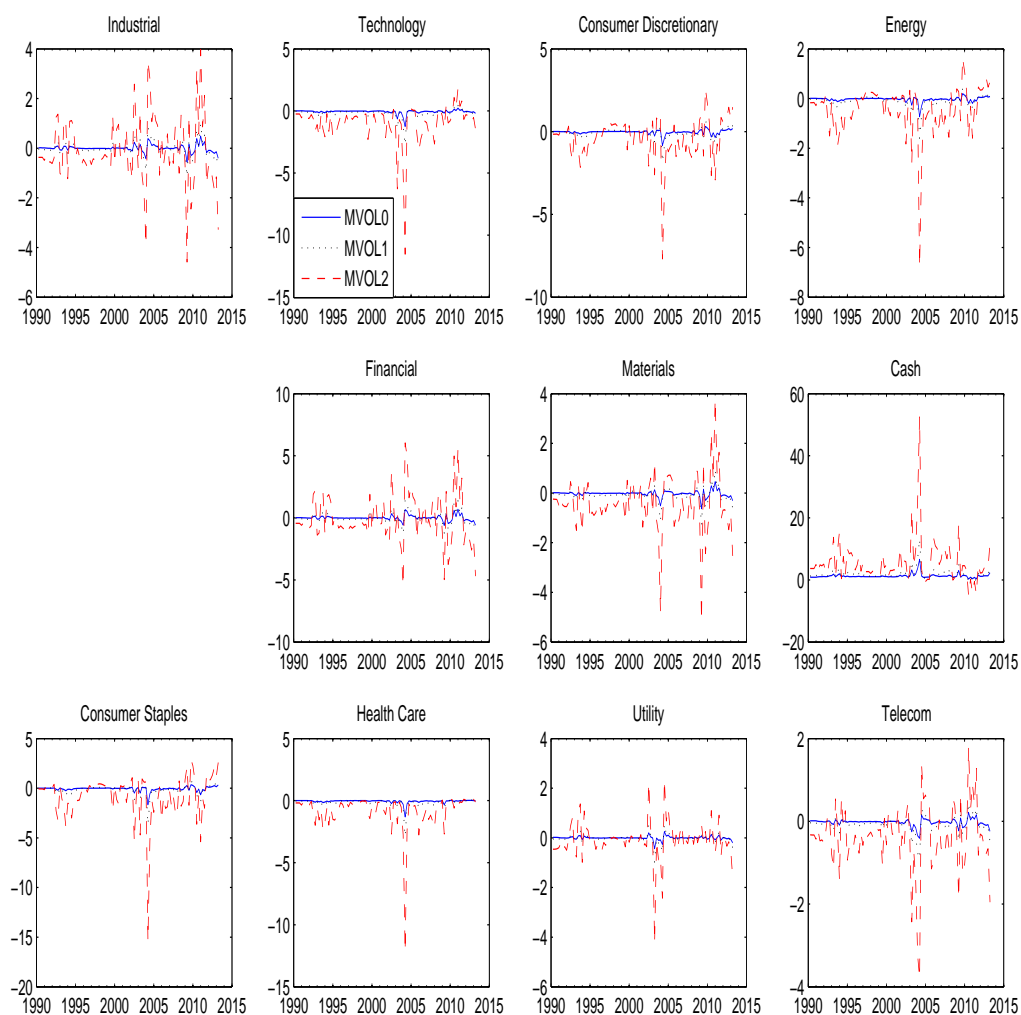 Industrial
4
2
0
−2
−4
−6
1990 1995 2000 2005 2010 2015
Technology
5
0
−5
−10
−15
1990 1995 2000 2005 2010 2015
MVOL0
MVOL1
MVOL2
Consumer Discretionary
5
0
−5
−10
1990 1995 2000 2005 2010 2015
Energy
2
0
−2
−4
−6
−8
1990 1995 2000 2005 2010 2015
Financial
10
5
0
−5
−10
1990 1995 2000 2005 2010 2015
Materials
4
2
0
−2
−4
−6
1990 1995 2000 2005 2010 2015
Cash
60
40
20
0
−20
1990 1995 2000 2005 2010 2015
Consumer Staples
5
0
−5
−10
−15
−20
1990 1995 2000 2005 2010 2015
Health Care
5
0
−5
−10
−15
1990 1995 2000 2005 2010 2015
Utility
4
2
0
−2
−4
−6
1990 1995 2000 2005 2010 2015
Telecom
2
0
−2
−4
1990 1995 2000 2005 2010 2015